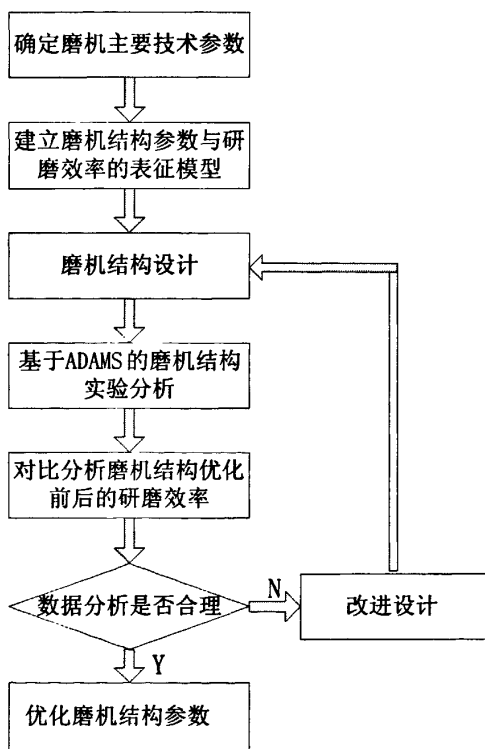 确定磨机主要技术参数
建立磨机结构参数与研
磨效率的表征模型
磨机结构设计
基于ADAMS的磨机结构
实验分析
对比分析磨机结构优化
前后的研磨效率
数据分析是否合理
N
改进设计
Y
优化磨机结构参数